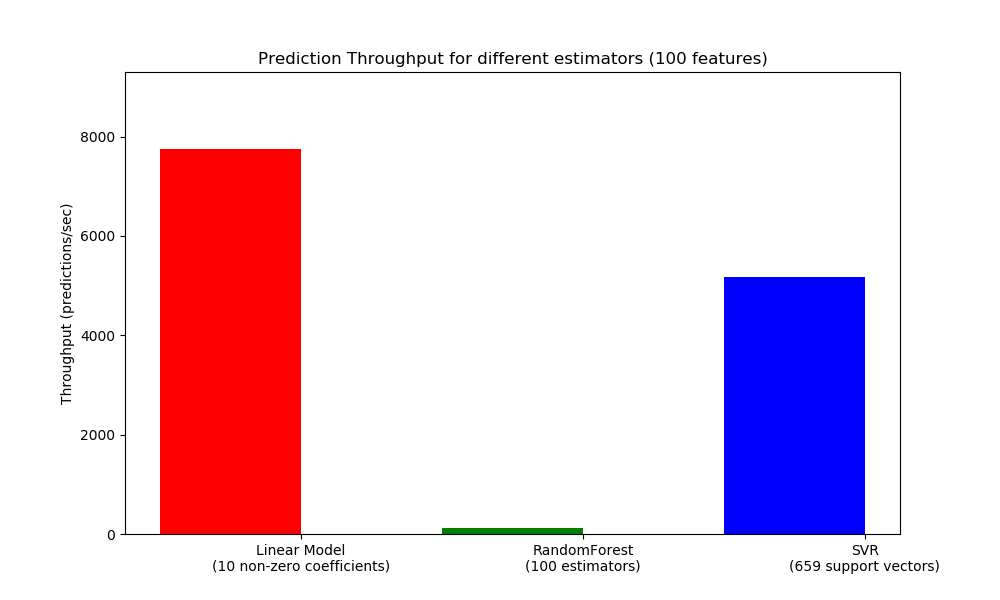 Prediction Throughput for different estimators (100 features)
Throughput (predictions/sec)
8000
6000
4000
2000
0
Linear Model
(10 non-zero coefficients)
RandomForest
(100 estimators)
SVR
(659 support vectors)